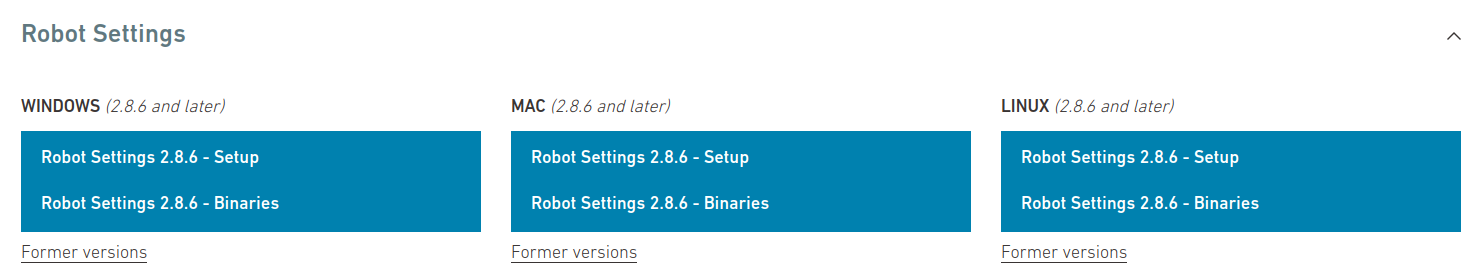 Robot Settings
WINDOWS (2.8.6 and later)
Robot Settings 2.8.6 - Setup
Robot Settings 2.8.6 - Binaries
Former versions
MAC (2.8.6 and later)
Robot Settings 2.8.6 - Setup
Robot Settings 2.8.6 - Binaries
Former versions
LINUX (2.8.6 and later)
Robot Settings 2.8.6 - Setup
Robot Settings 2.8.6 - Binaries
Former versions